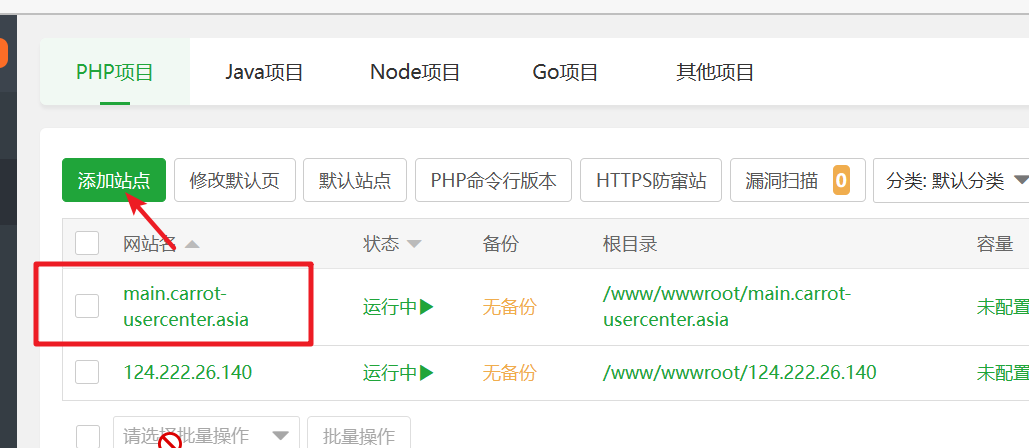 PHP项目 Java项目 Node项目 Go项目 其他项目
添加站点 修改默认页 默认站点 PHP命令行版本 HTTPS防窜站 漏洞扫描 0 分类: 默认分类
网站名 状态 备份 根目录 容量
main.carrot-
usercenter.asia
运行中 无备份
/www/wwwroot/main.carrot-
usercenter.asia
未配置
124.222.26.140 运行中 无备份 /www/wwwroot/124.222.26.140 未配置
请选择批量操作 批量操作